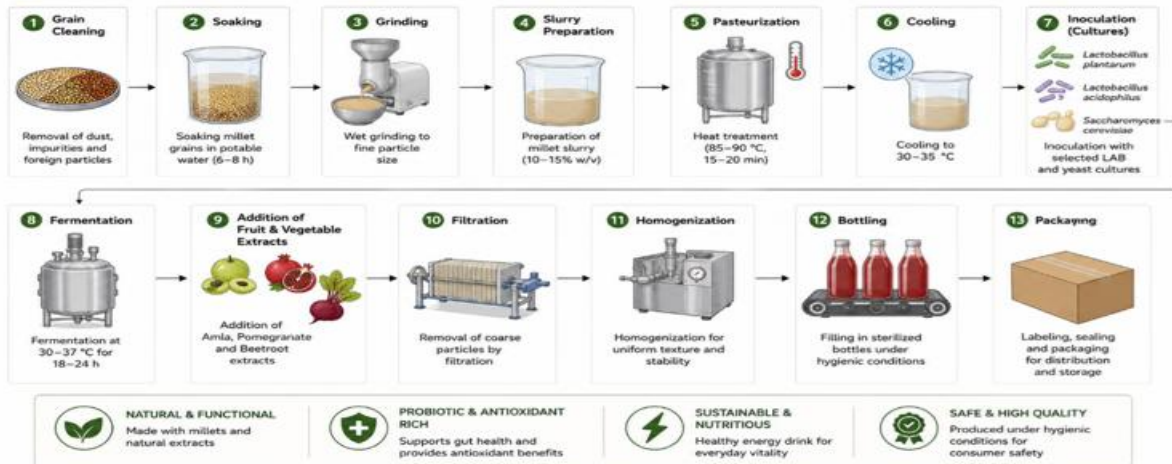 1 Grain
Cleaning
Removal of dust,
impurities and
foreign particles
2 Soaking
Soaking millet
grains in potable
water (6–8 h)
3 Grinding
Wet grinding to
fine particle
size
4 Slurry
Preparation
Preparation of
millet slurry
(10–15% w/v)
5 Pasteurization
Heat treatment
(85–90 °C,
15–20 min)
6 Cooling
Cooling to
30–35 °C
7 Inoculation
(Cultures)
Lactobacillus
plantarum
Lactobacillus
acidophilus
Saccharomyces
cerevisiae
Inoculation with
selected LAB
and yeast cultures
8 Fermentation
Fermentation at
30–37 °C for
18–24 h
9 Addition of
Fruit & Vegetable
Extracts
Addition of
Amla, Pomegranate
and Beetroot
extracts
10 Filtration
Removal of coarse
particles by
filtration
11 Homogenization
Homogenization for
uniform texture and
stability
12 Bottling
Filling in sterilized
bottles under
hygienic conditions
13 Packaging
Labeling, sealing
and packaging
for distribution
and storage
NATURAL & FUNCTIONAL
Made with millets and
natural extracts
PROBIOTIC & ANTIOXIDANT
RICH
Supports gut health and
provides antioxidant benefits
SUSTAINABLE &
NUTRITIOUS
Healthy energy drink for
everyday vitality
SAFE & HIGH QUALITY
Produced under hygienic
conditions for
consumer safety